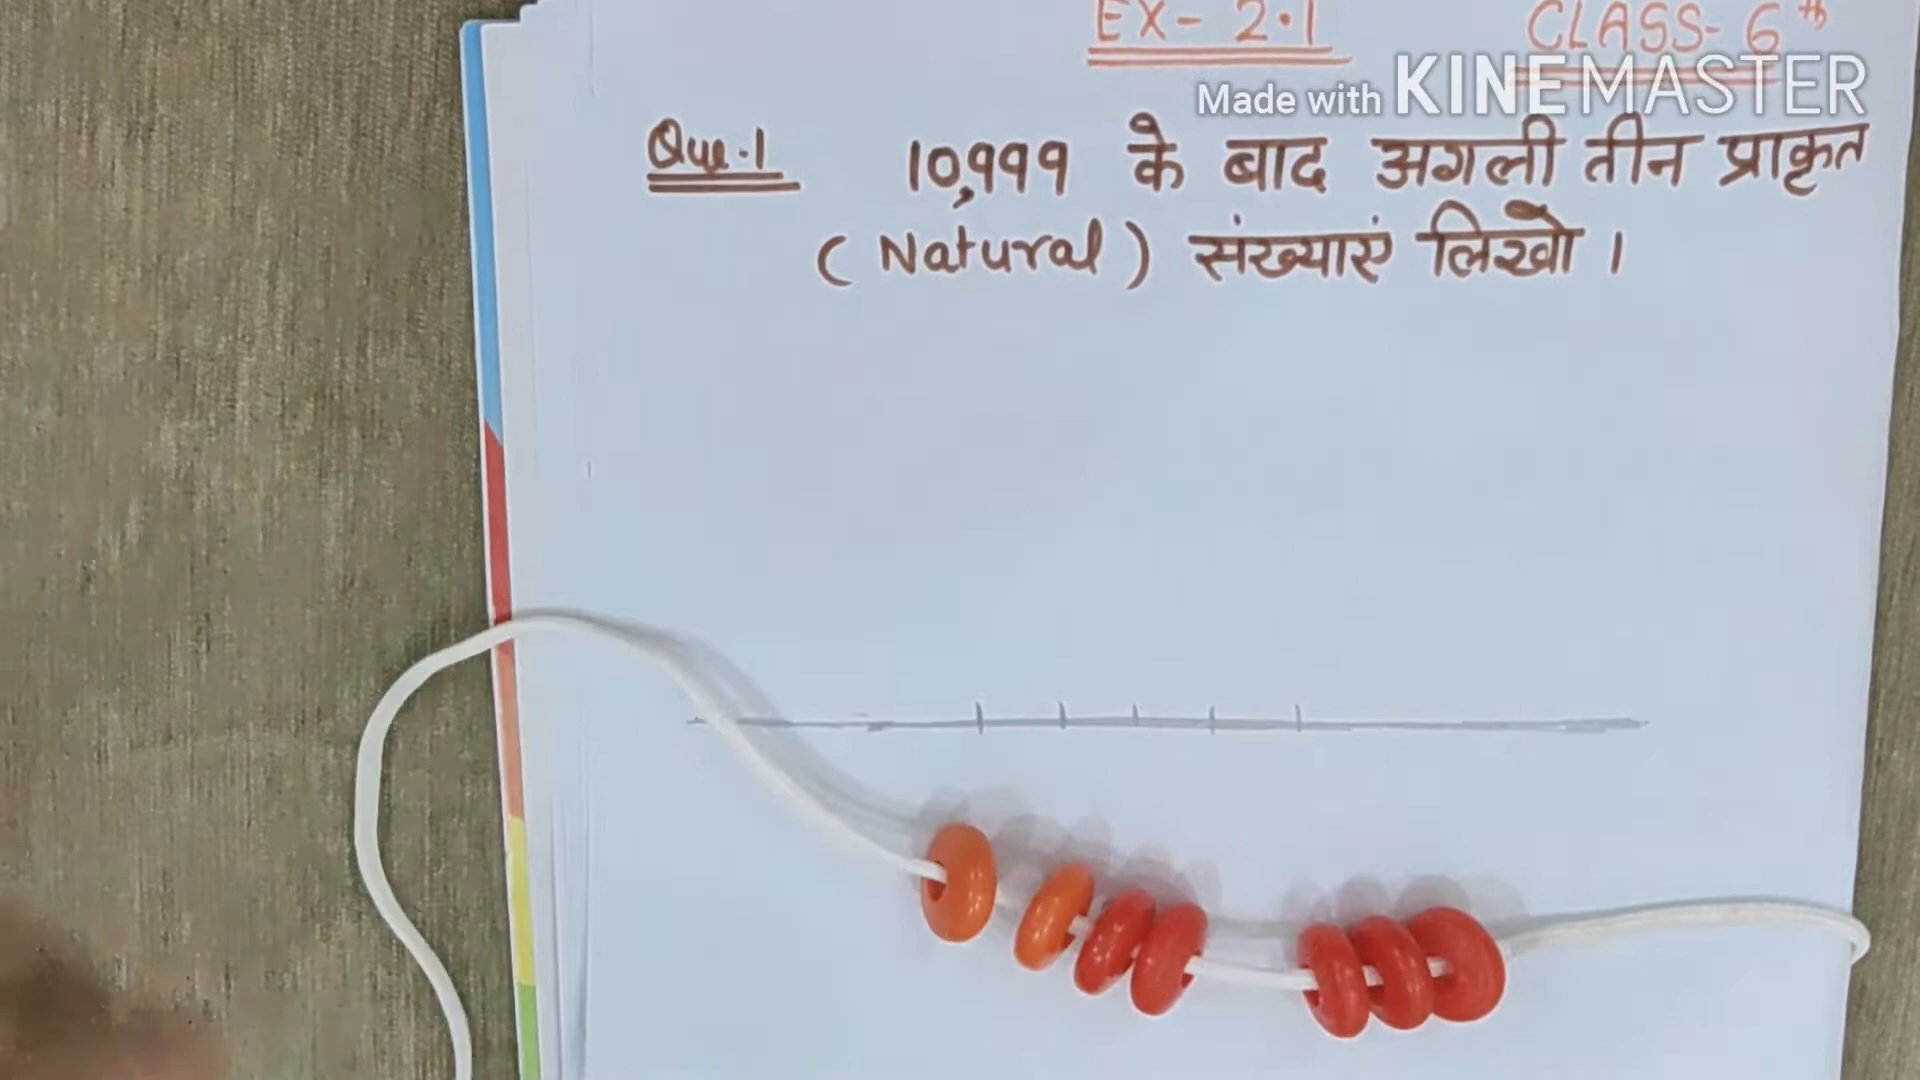 EX- 2.1 CLASS- 6th
Made with KINEMASTER
Que.1 10,999 के बाद अगली तीन प्राकृत
( Natural ) संख्याएं लिखो ।